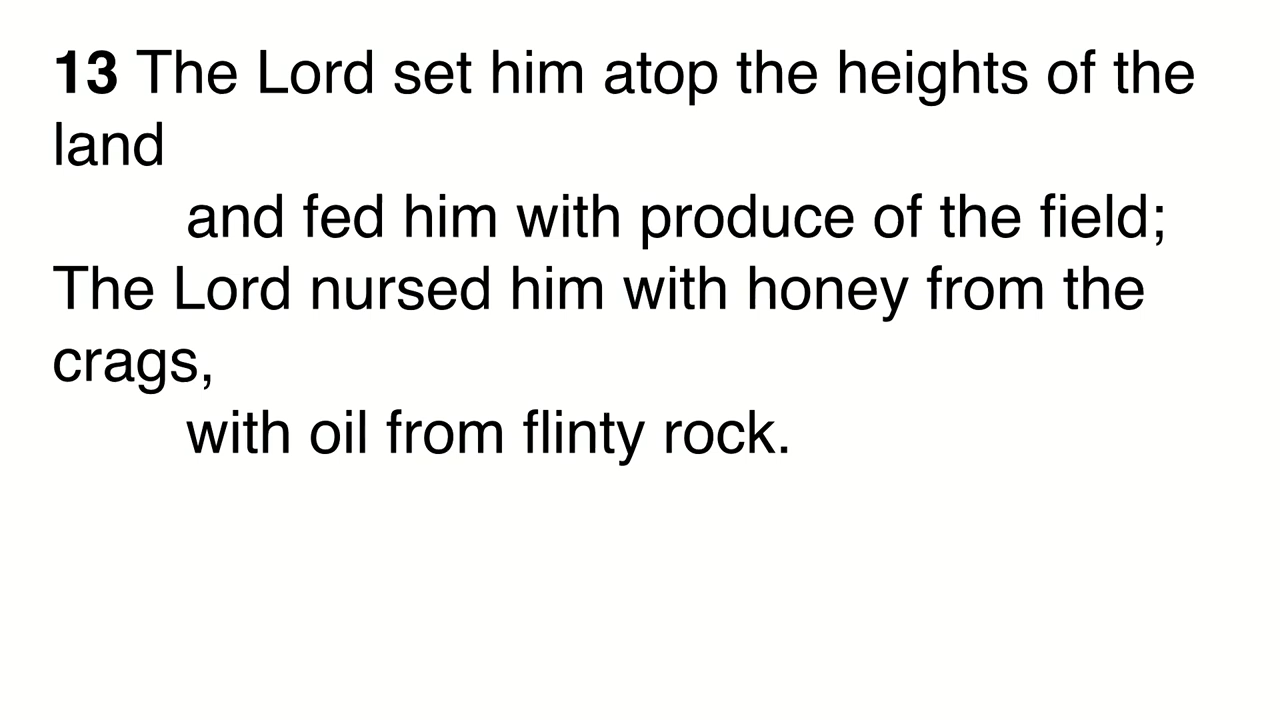 13 The Lord set him atop the heights of the
land
and fed him with produce of the field;
The Lord nursed him with honey from the
crags,
with oil from flinty rock.